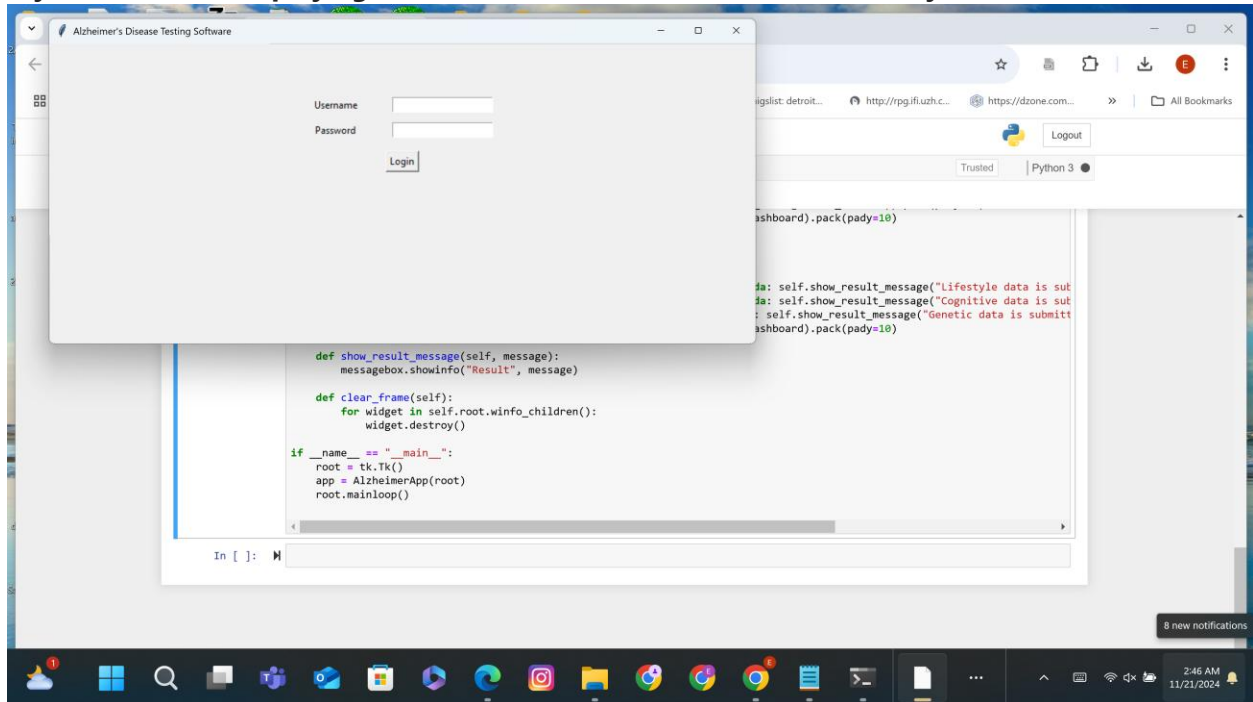 Alzheimer's Disease Testing Software
Username
Password
Login
igslist: detroit...
http://rpg.ifi.uzh.c...
https://dzone.com...
»
All Bookmarks
E
Logout
Trusted
Python 3
ashboard).pack(pady=10)
da: self.show_result_message("Lifestyle data is sub
da: self.show_result_message("Cognitive data is sub
: self.show_result_message("Genetic data is submitt
ashboard).pack(pady=10)
def show_result_message(self, message):
messagebox.showinfo("Result", message)
def clear_frame(self):
for widget in self.root.winfo_children():
widget.destroy()
if __name__ == "__main__":
root = tk.Tk()
app = AlzheimerApp(root)
root.mainloop()
In [ ]:
8 new notifications
1
2:46 AM
11/21/2024